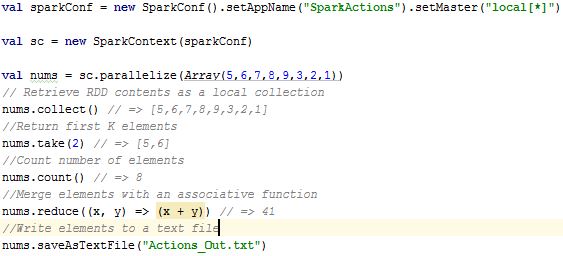 val sparkConf = new SparkConf().setAppName("SparkActions").setMaster("local[*]")
val sc = new SparkContext(sparkConf)
val nums = sc.parallelize(Array(5,6,7,8,9,3,2,1))
// Retrieve RDD contents as a local collection
nums.collect() // => [5,6,7,8,9,3,2,1]
//Return first K elements
nums.take(2) // => [5,6]
//Count number of elements
nums.count() // => 8
//Merge elements with an associative function
nums.reduce((x, y) => (x + y)) // => 41
//Write elements to a text file
nums.saveAsTextFile("Actions_Out.txt")